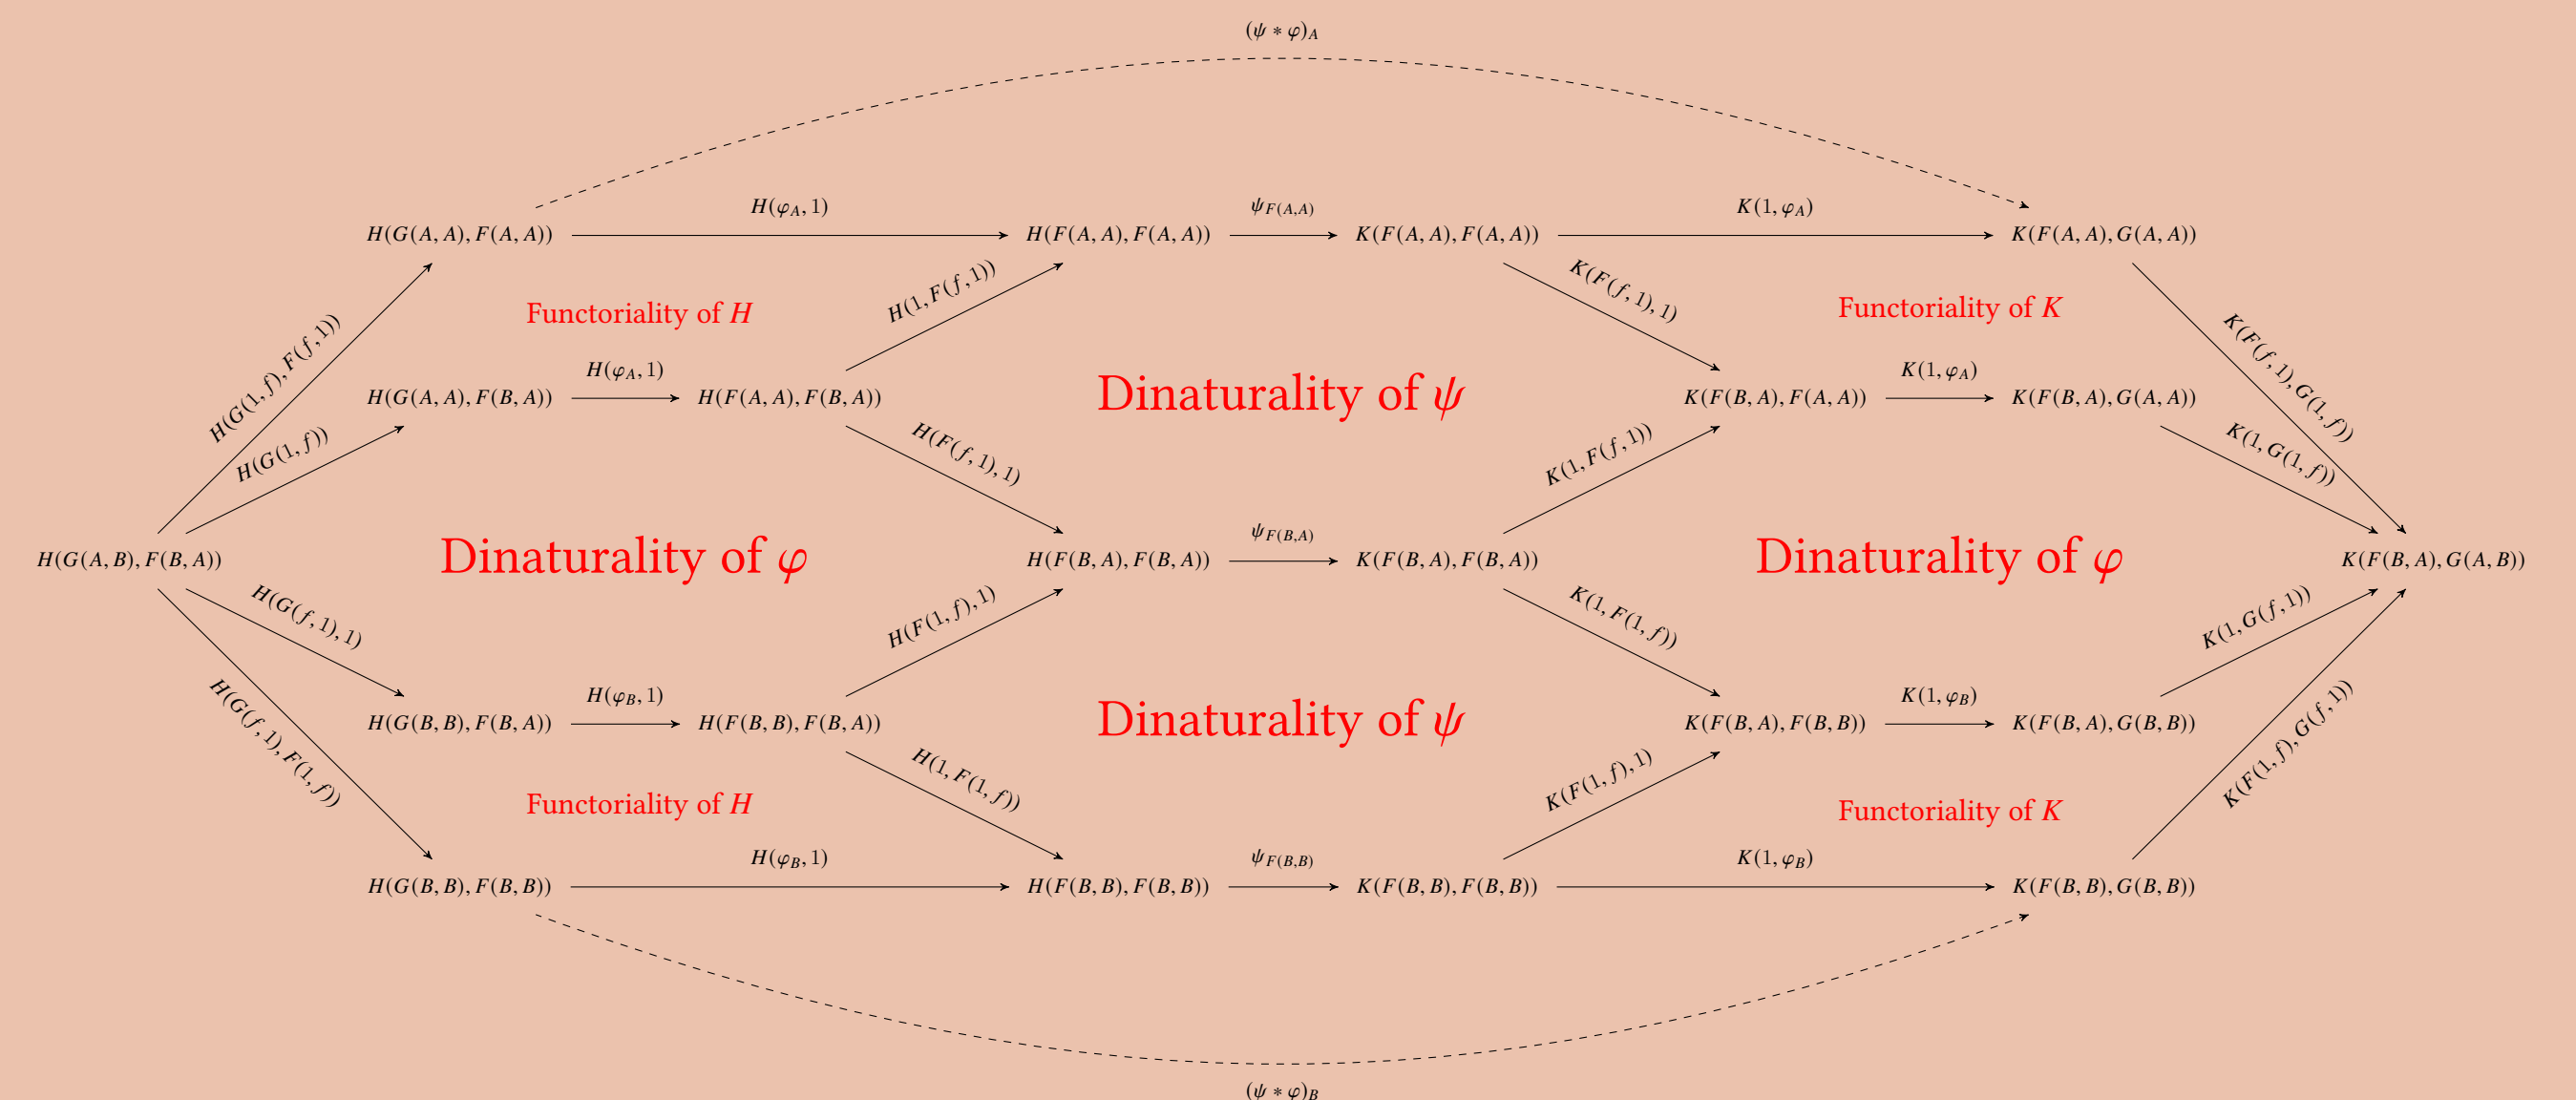 (ψ ∗ φ)_A
H(φ_A, 1)
ψ_{F(A,A)}
K(1, φ_A)
H(G(A, A), F(A, A))
H(F(A, A), F(A, A))
K(F(A, A), F(A, A))
K(F(A, A), G(A, A))
H(G(1, f), F(f, 1))
Functoriality of H
H(1, F(f, 1))
K(F(f, 1), 1)
Functoriality of K
K(F(f, 1), G(1, f))
H(φ_A, 1)
K(1, φ_A)
H(G(A, A), F(B, A))
H(F(A, A), F(B, A))
Dinaturality of ψ
K(F(B, A), F(A, A))
K(F(B, A), G(A, A))
H(G(1, f))
H(F(f, 1), 1)
K(1, F(f, 1))
K(1, G(1, f))
ψ_{F(B,A)}
H(G(A, B), F(B, A))
Dinaturality of φ
H(F(B, A), F(B, A))
K(F(B, A), F(B, A))
Dinaturality of φ
K(F(B, A), G(A, B))
H(G(f, 1), 1)
H(F(1, f), 1)
K(1, F(1, f))
K(1, G(f, 1))
H(φ_B, 1)
K(1, φ_B)
H(G(B, B), F(B, A))
H(F(B, B), F(B, A))
Dinaturality of ψ
K(F(B, A), F(B, B))
K(F(B, A), G(B, B))
H(G(f, 1), F(1, f))
Functoriality of H
H(1, F(1, f))
K(F(1, f), 1)
Functoriality of K
K(F(1, f), G(f, 1))
H(φ_B, 1)
ψ_{F(B,B)}
K(1, φ_B)
H(G(B, B), F(B, B))
H(F(B, B), F(B, B))
K(F(B, B), F(B, B))
K(F(B, B), G(B, B))
(ψ ∗ φ)_B